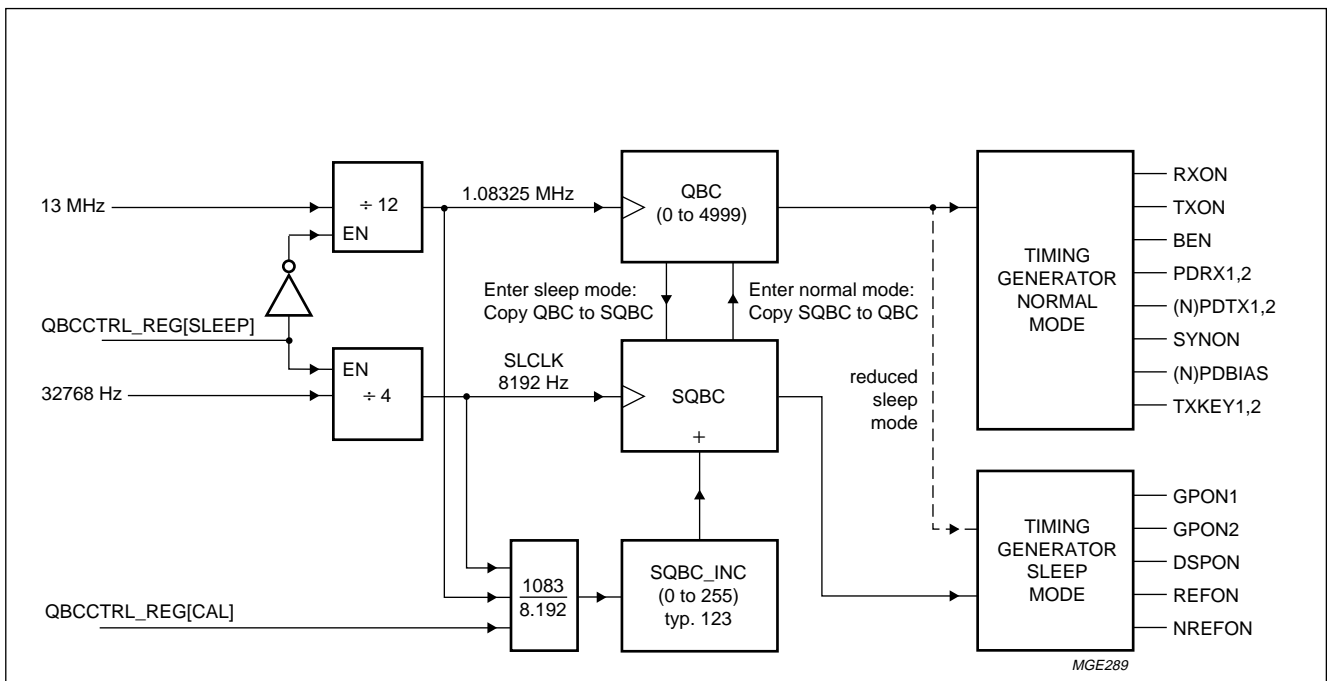 13 MHz
÷ 12
EN
1.08325 MHz
QBC
(0 to 4999)
TIMING
GENERATOR
NORMAL
MODE
RXON
TXON
BEN
PDRX1,2
(N)PDTX1,2
SYNON
(N)PDBIAS
TXKEY1,2
Enter sleep mode:
Copy QBC to SQBC
Enter normal mode:
Copy SQBC to QBC
QBCCTRL_REG[SLEEP]
EN
÷ 4
32768 Hz
SLCLK
8192 Hz
SQBC
+
reduced
sleep
mode
TIMING
GENERATOR
SLEEP
MODE
GPON1
GPON2
DSPON
REFON
NREFON
QBCCTRL_REG[CAL]
1083
8.192
SQBC_INC
(0 to 255)
typ. 123
MGE289